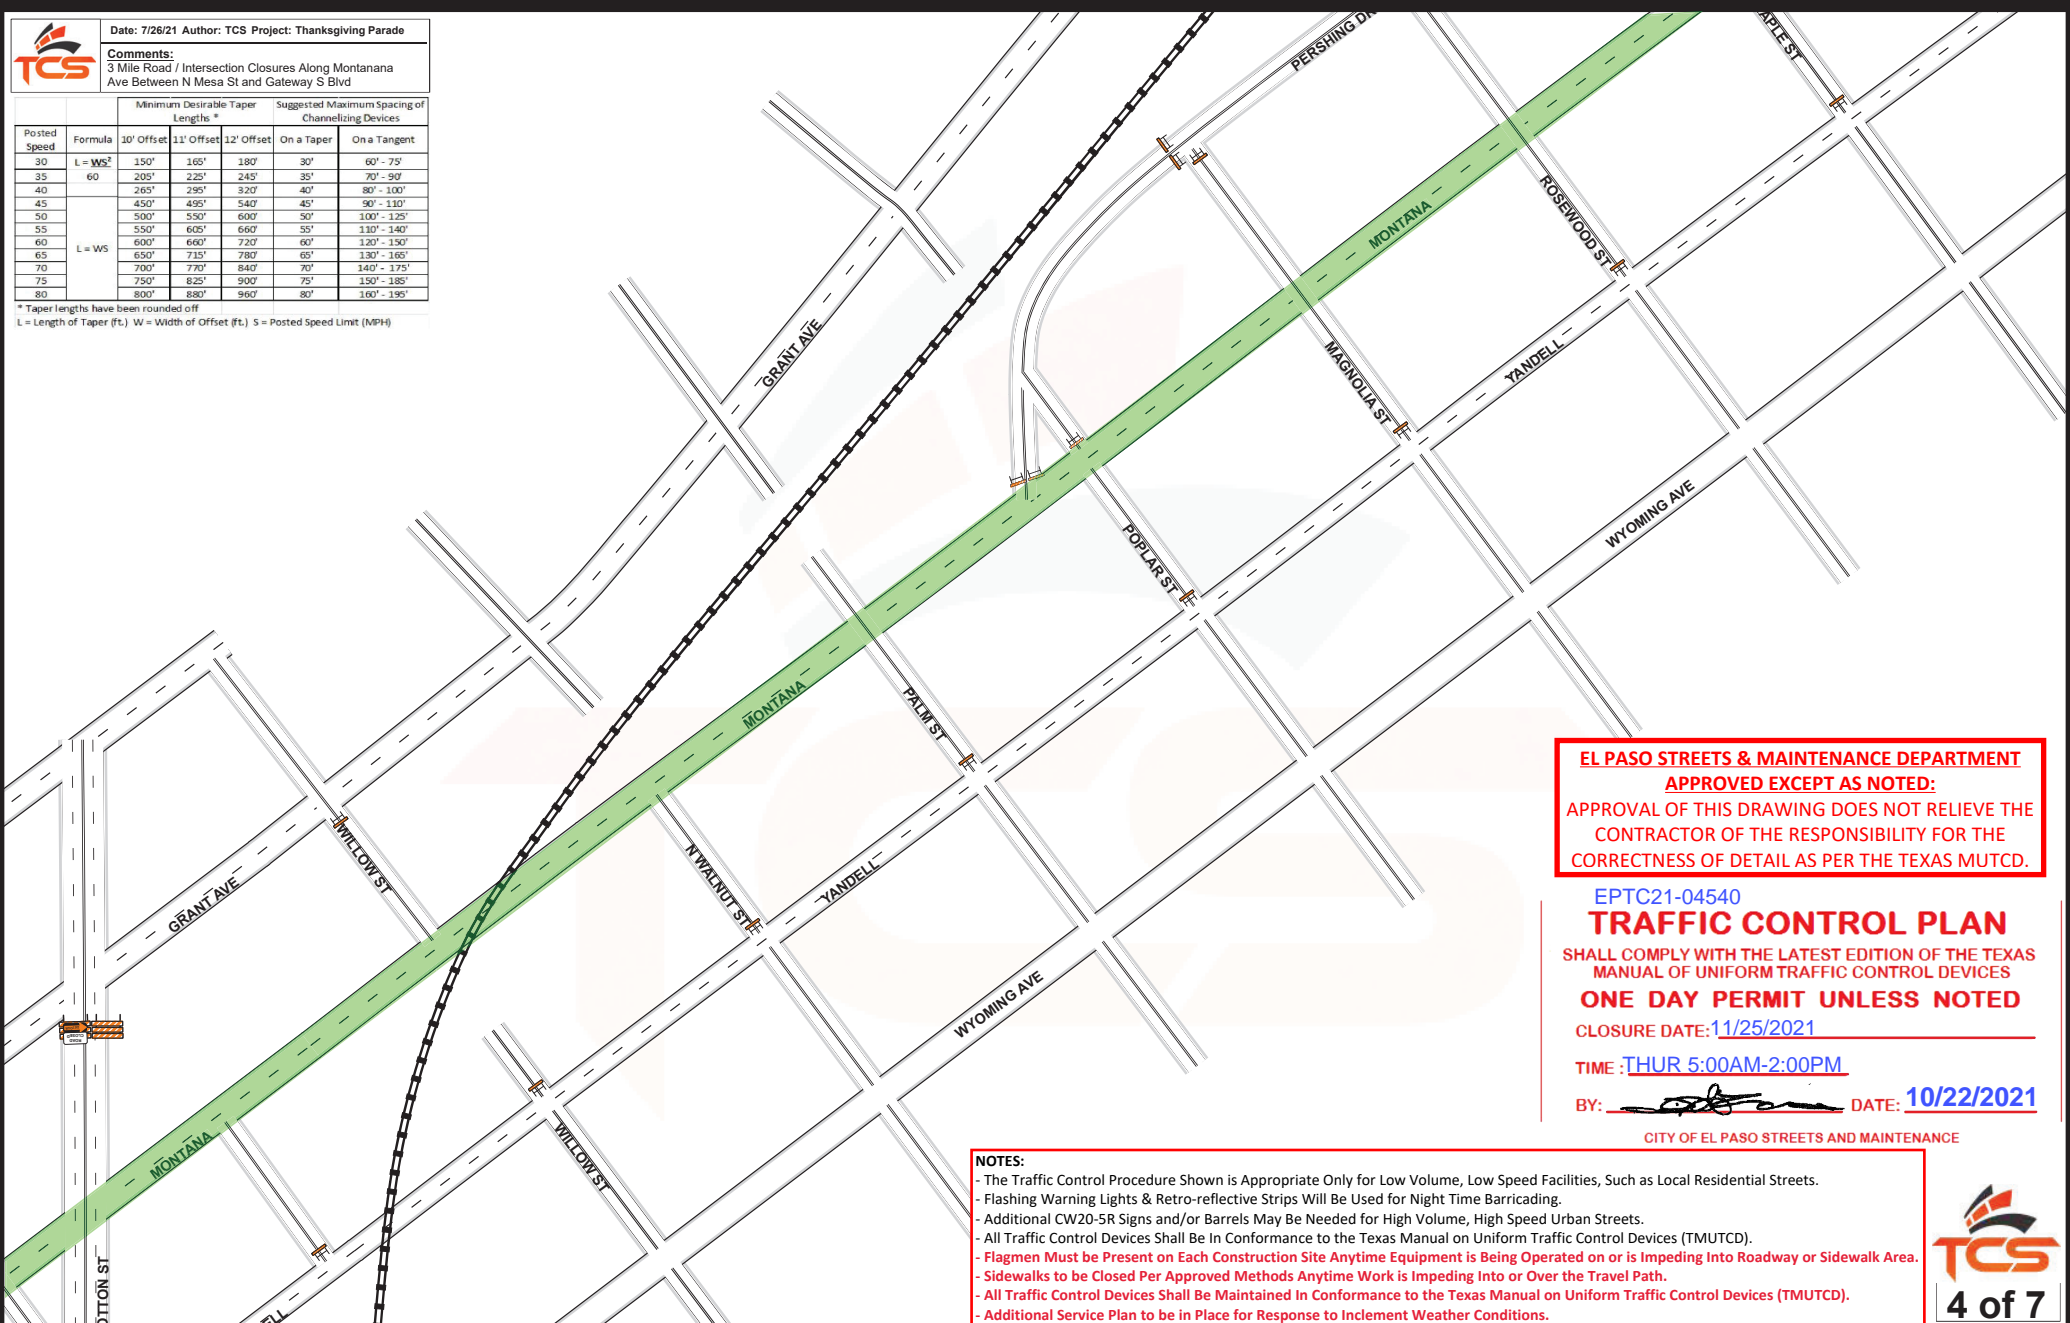 TCS
Date: 7/26/21 Author: TCS Project: Thanksgiving Parade
Comments:
3 Mile Road / Intersection Closures Along Montanana
Ave Between N Mesa St and Gateway S Blvd
Minimum Desirable Taper Lengths * Suggested Maximum Spacing of Channelizing Devices
Posted Speed Formula 10' Offset 11' Offset 12' Offset On a Taper On a Tangent
30 L = WS² 150' 165' 180' 30' 60' - 75'
35 60 205' 225' 245' 35' 70' - 90'
40 265' 295' 320' 40' 80' - 100'
45 450' 495' 540' 45' 90' - 110'
50 500' 550' 600' 50' 100' - 125'
55 550' 605' 660' 55' 110' - 140'
60 L = WS 600' 660' 720' 60' 120' - 150'
65 650' 715' 780' 65' 130' - 165'
70 700' 770' 840' 70' 140' - 175'
75 750' 825' 900' 75' 150' - 185'
80 800' 880' 960' 80' 160' - 195'
* Taper lengths have been rounded off
L = Length of Taper (ft.) W = Width of Offset (ft.) S = Posted Speed Limit (MPH)
PERSHING DR
APLE ST
ROSEWOOD ST
MONTANA
GRANT AVE
MAGNOLIA ST
YANDELL
WYOMING AVE
POPLAR ST
PALM ST
MONTANA
WILLOW ST
GRANT AVE
N WALNUT ST
YANDELL
WYOMING AVE
ROAD
CLOSED
MONTANA
WILLOW ST
OTTON ST
ELL
TCS
EL PASO STREETS & MAINTENANCE DEPARTMENT
APPROVED EXCEPT AS NOTED:
APPROVAL OF THIS DRAWING DOES NOT RELIEVE THE
CONTRACTOR OF THE RESPONSIBILITY FOR THE
CORRECTNESS OF DETAIL AS PER THE TEXAS MUTCD.
EPTC21-04540
TRAFFIC CONTROL PLAN
SHALL COMPLY WITH THE LATEST EDITION OF THE TEXAS
MANUAL OF UNIFORM TRAFFIC CONTROL DEVICES
ONE DAY PERMIT UNLESS NOTED
CLOSURE DATE: 11/25/2021
TIME : THUR 5:00AM-2:00PM
BY: DATE: 10/22/2021
CITY OF EL PASO STREETS AND MAINTENANCE
NOTES:
- The Traffic Control Procedure Shown is Appropriate Only for Low Volume, Low Speed Facilities, Such as Local Residential Streets.
- Flashing Warning Lights & Retro-reflective Strips Will Be Used for Night Time Barricading.
- Additional CW20-5R Signs and/or Barrels May Be Needed for High Volume, High Speed Urban Streets.
- All Traffic Control Devices Shall Be In Conformance to the Texas Manual on Uniform Traffic Control Devices (TMUTCD).
- Flagmen Must be Present on Each Construction Site Anytime Equipment is Being Operated on or is Impeding Into Roadway or Sidewalk Area.
- Sidewalks to be Closed Per Approved Methods Anytime Work is Impeding Into or Over the Travel Path.
- All Traffic Control Devices Shall Be Maintained In Conformance to the Texas Manual on Uniform Traffic Control Devices (TMUTCD).
- Additional Service Plan to be in Place for Response to Inclement Weather Conditions.
TCS
4 of 7